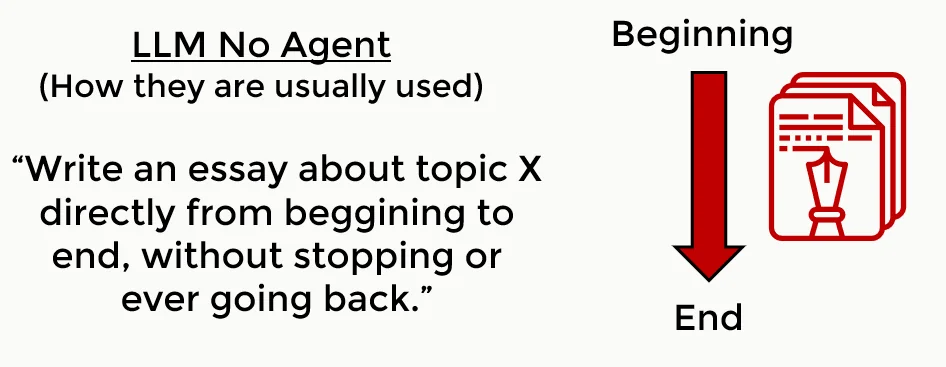 LLM No Agent
(How they are usually used)
“Write an essay about topic X
directly from beggining to
end, without stopping or
ever going back.”
Beginning
End